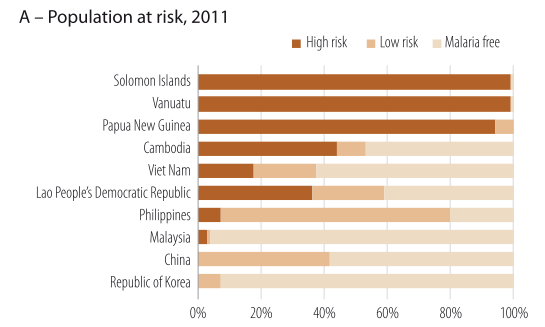 A – Population at risk, 2011
High risk
Low risk
Malaria free
Solomon Islands
Vanuatu
Papua New Guinea
Cambodia
Viet Nam
Lao People's Democratic Republic
Philippines
Malaysia
China
Republic of Korea
0%
20%
40%
60%
80%
100%